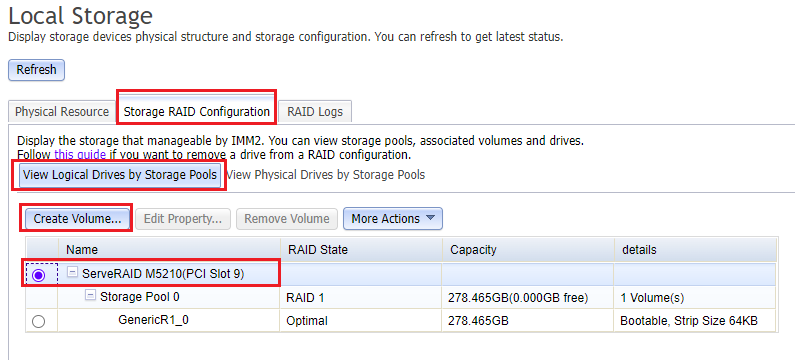 Local Storage
Display storage devices physical structure and storage configuration. You can refresh to get latest status.
Refresh
Physical Resource Storage RAID Configuration RAID Logs
Display the storage that manageable by IMM2. You can view storage pools, associated volumes and drives.
Follow this guide if you want to remove a drive from a RAID configuration.
View Logical Drives by Storage Pools View Physical Drives by Storage Pools
Create Volume... Edit Property... Remove Volume More Actions
Name RAID State Capacity details
ServeRAID M5210(PCI Slot 9)
Storage Pool 0 RAID 1 278.465GB(0.000GB free) 1 Volume(s)
GenericR1_0 Optimal 278.465GB Bootable, Strip Size 64KB